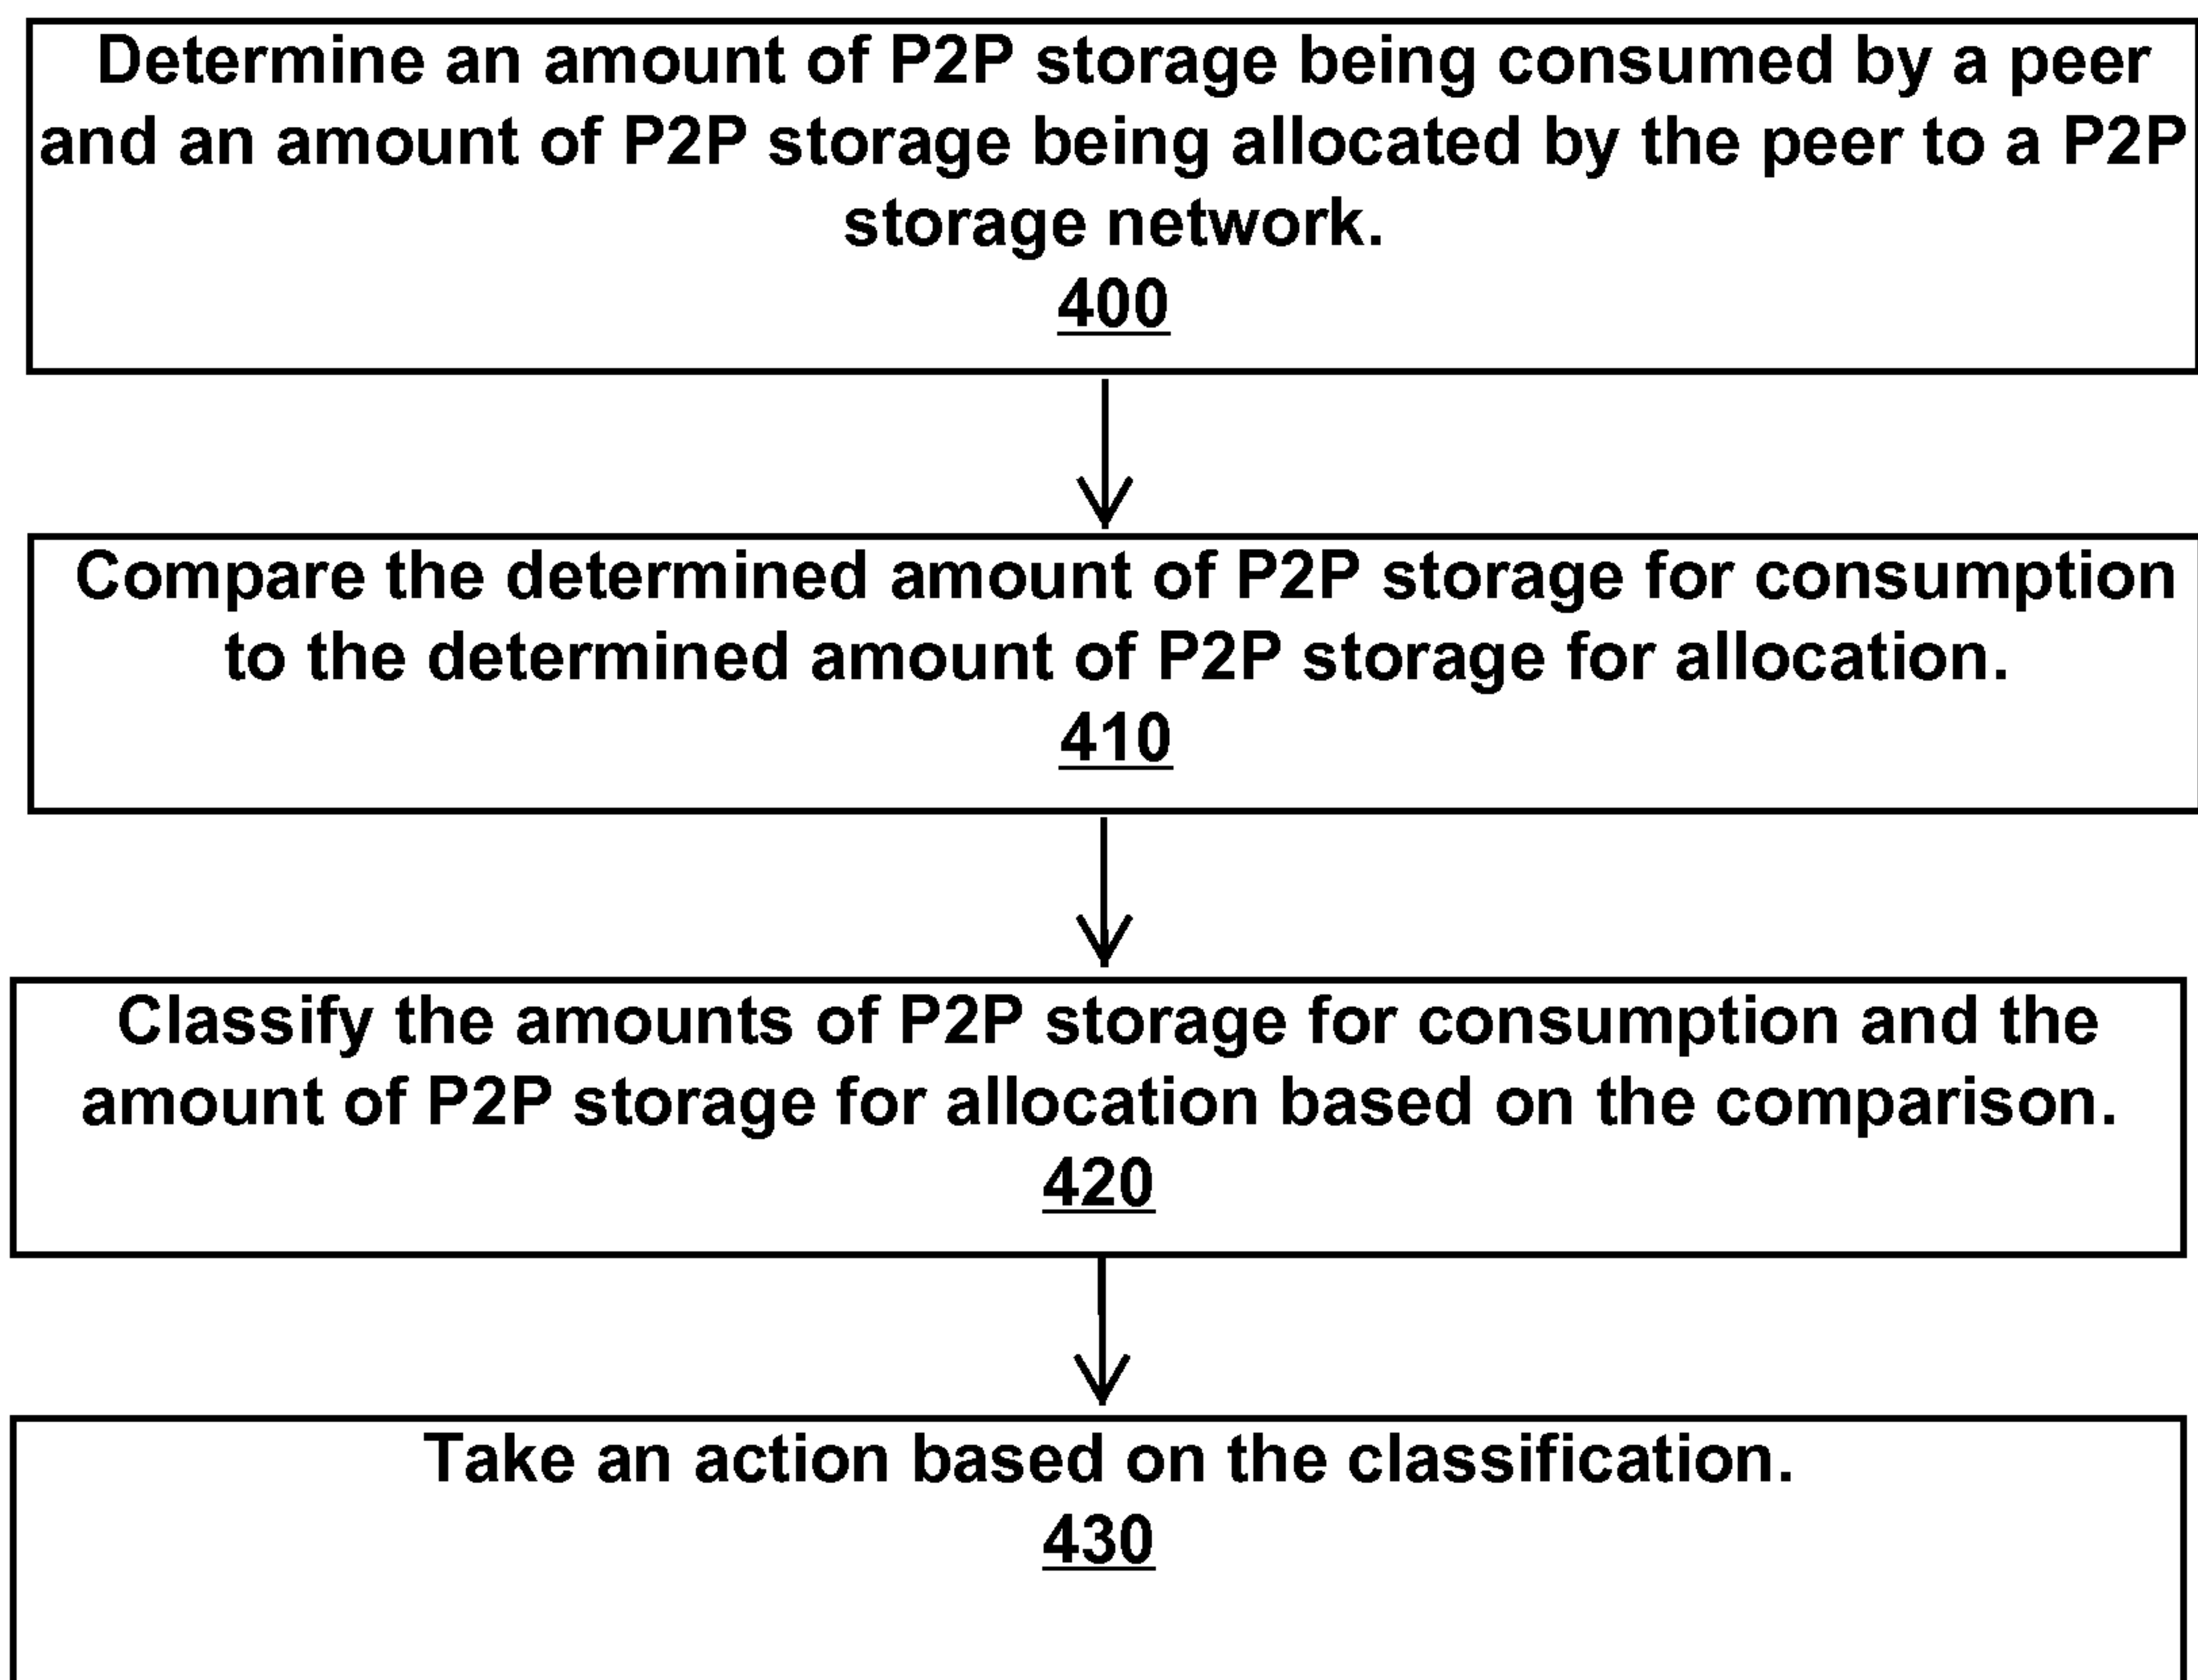 Determine an amount of P2P storage being consumed by a peer
and an amount of P2P storage being allocated by the peer to a P2P
storage network.
400
Compare the determined amount of P2P storage for consumption
to the determined amount of P2P storage for allocation.
410
Classify the amounts of P2P storage for consumption and the
amount of P2P storage for allocation based on the comparison.
420
Take an action based on the classification.
430